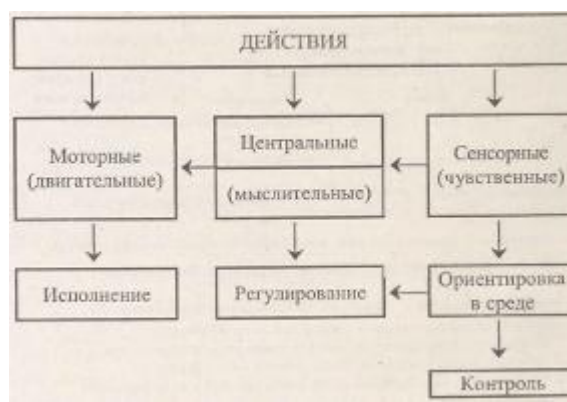 ДЕЙСТВИЯ
Моторные
(двигательные)
Центральные
(мыслительные)
Сенсорные
(чувственные)
Исполнение
Регулирование
Ориентировка
в среде
Контроль